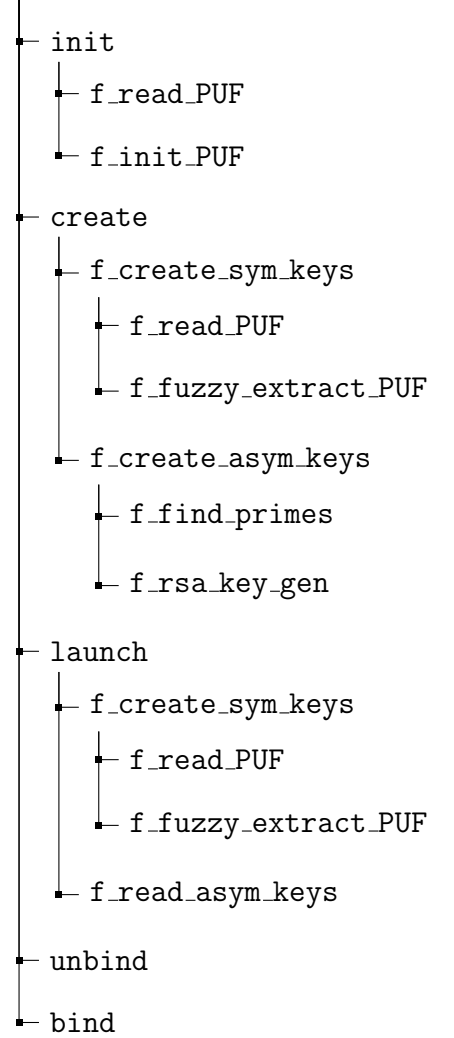 init
f_read_PUF
f_init_PUF
create
f_create_sym_keys
f_read_PUF
f_fuzzy_extract_PUF
f_create_asym_keys
f_find_primes
f_rsa_key_gen
launch
f_create_sym_keys
f_read_PUF
f_fuzzy_extract_PUF
f_read_asym_keys
unbind
bind